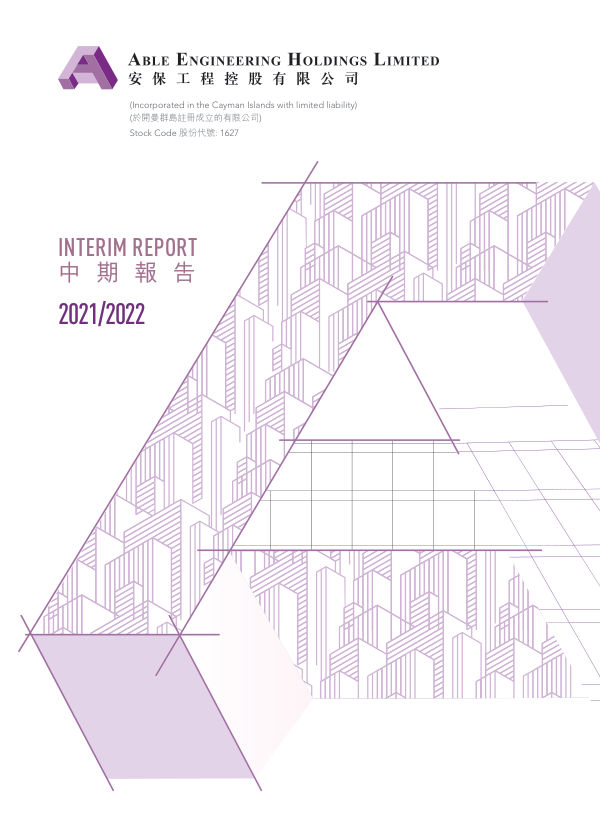 ABLE ENGINEERING HOLDINGS LIMITED
安保工程控股有限公司
(Incorporated in the Cayman Islands with limited liability)
(於開曼群島註冊成立的有限公司)
Stock Code 股份代號: 1627
INTERIM REPORT
中期報告
2021/2022